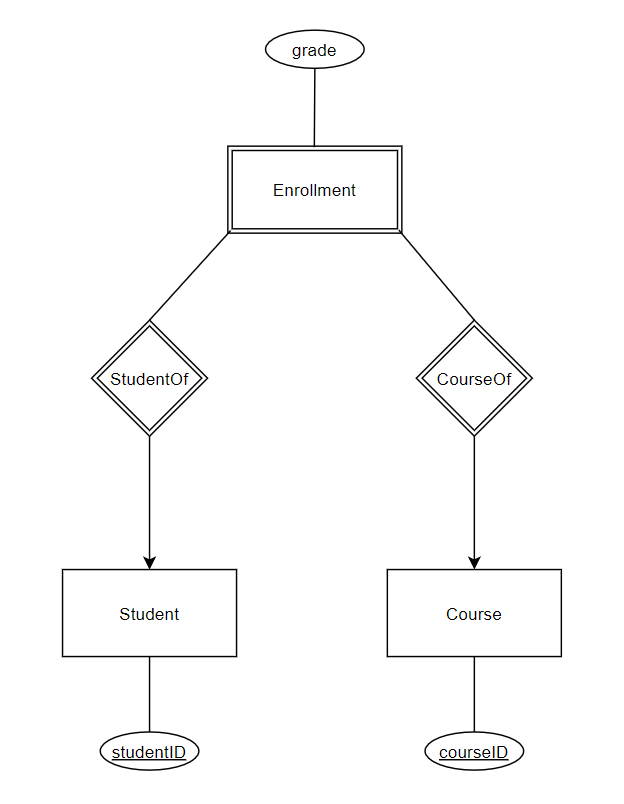 grade
Enrollment
StudentOf
CourseOf
Student
Course
studentID
courseID